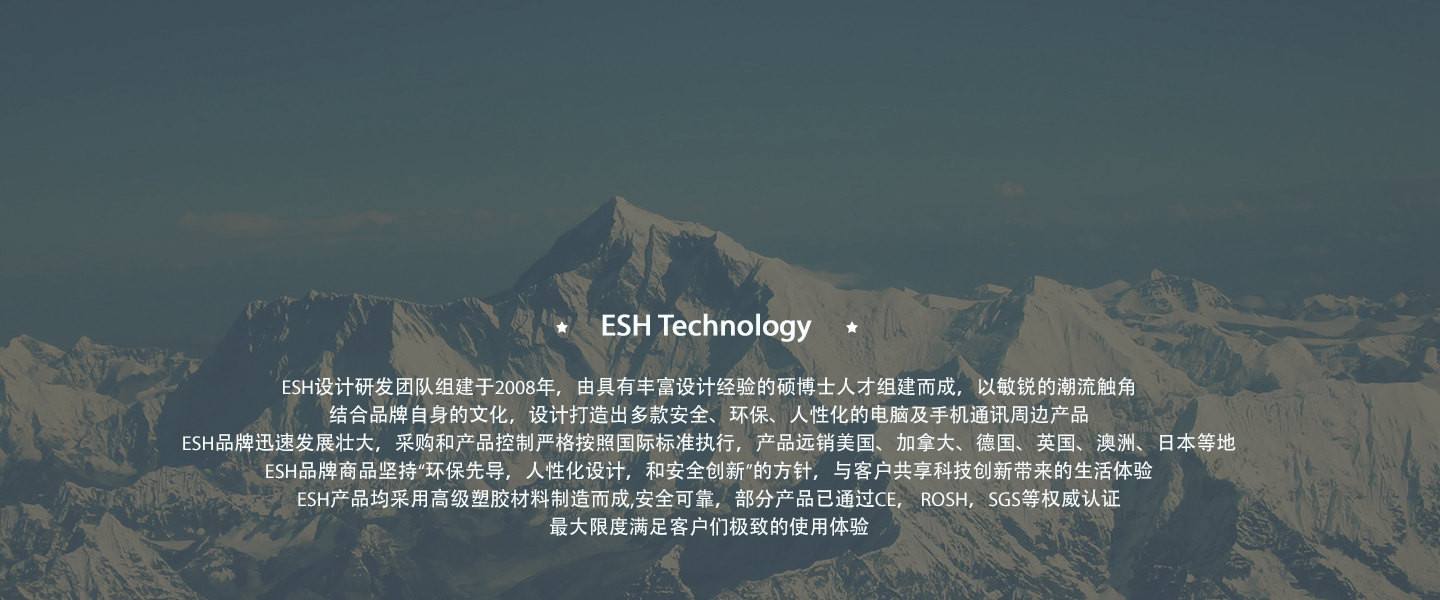 ESH Technology
ESH设计研发团队组建于2008年，由具有丰富设计经验的硕博士人才组建而成，以敏锐的潮流触角
结合品牌自身的文化，设计打造出多款安全、环保、人性化的电脑及手机通讯周边产品
ESH品牌迅速发展壮大，采购和产品控制严格按照国际标准执行，产品远销美国、加拿大、德国、英国、澳洲、日本等地
ESH品牌商品坚持“环保先导，人性化设计，和安全创新”的方针，与客户共享科技创新带来的生活体验
ESH产品均采用高级塑胶材料制造而成,安全可靠，部分产品已通过CE， ROSH，SGS等权威认证
最大限度满足客户们极致的使用体验